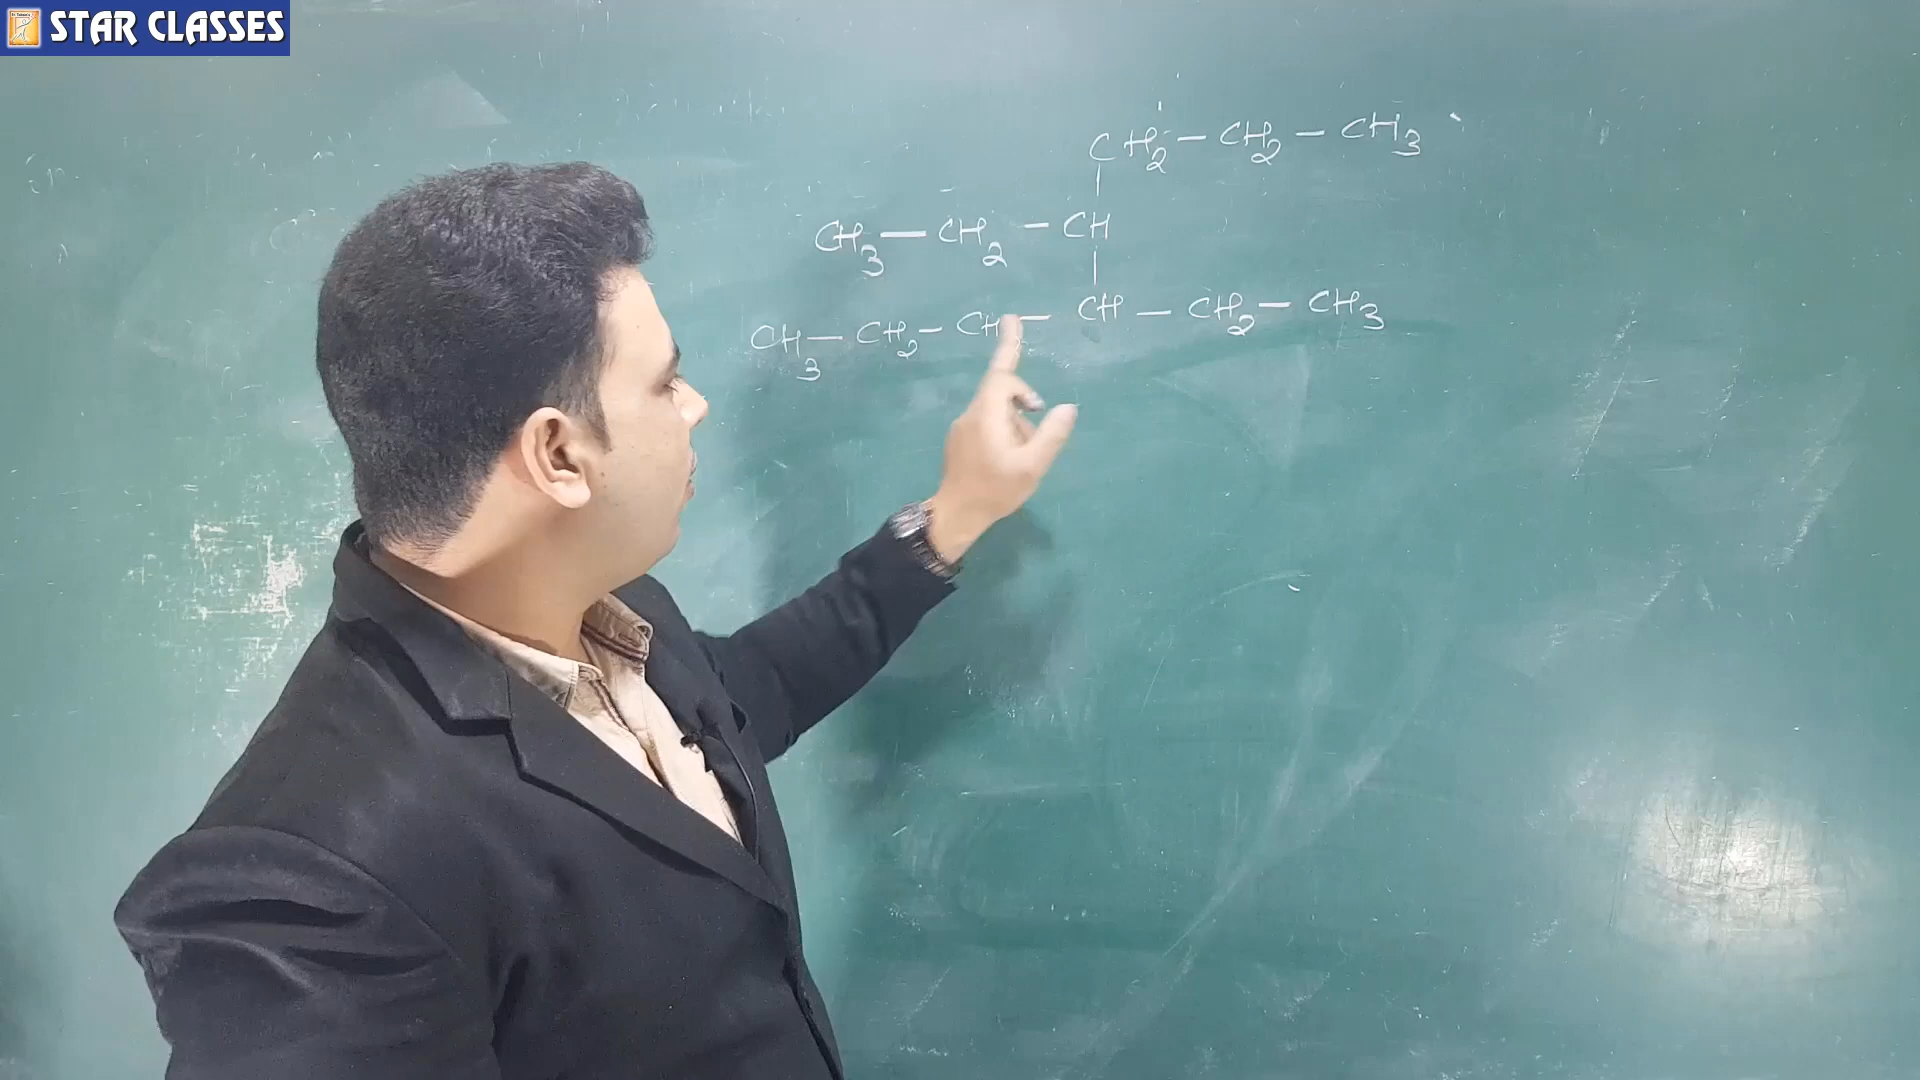 STAR CLASSES
CH2 — CH2 — CH3
CH3 — CH2 — CH
CH3 — CH2 — CH2 — CH — CH2 — CH3